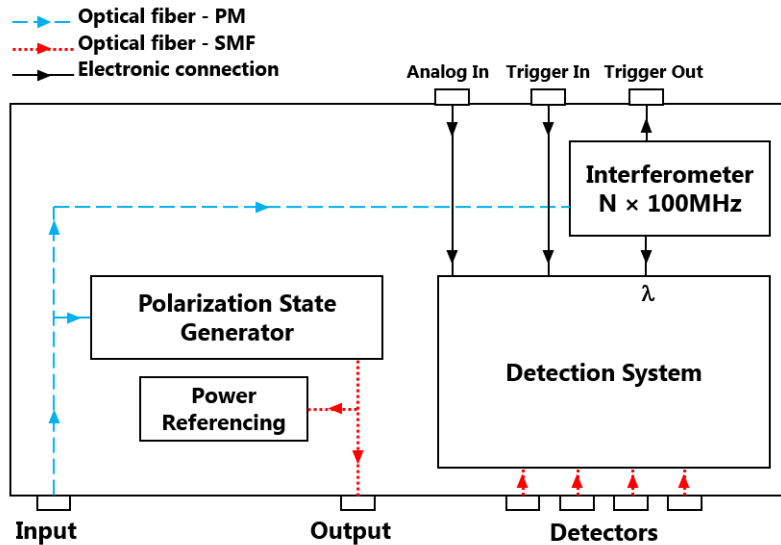 Optical fiber - PM
Optical fiber - SMF
Electronic connection
Analog In
Trigger In
Trigger Out
Interferometer
N × 100MHz
Polarization State
Generator
λ
Power
Referencing
Detection System
Input
Output
Detectors